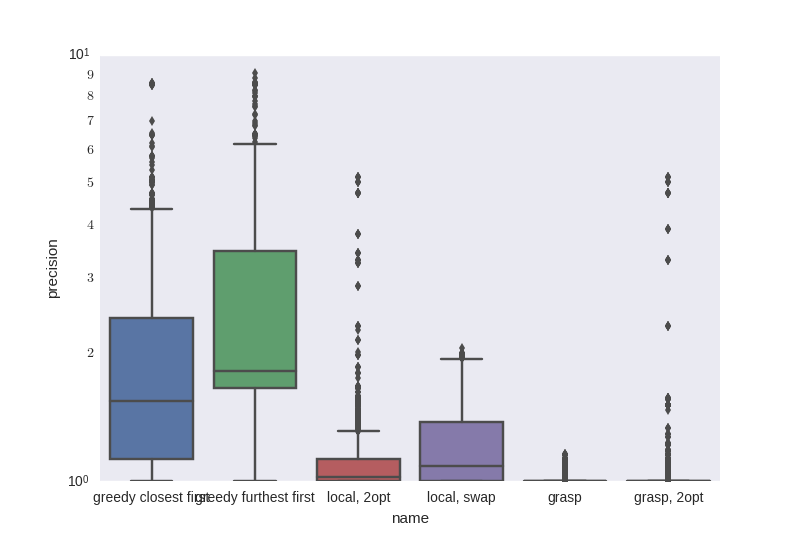 10¹
9
8
7
6
5
4
3
2
10⁰
precision
greedy closest first
greedy furthest first
local, 2opt
local, swap
grasp
grasp, 2opt
name